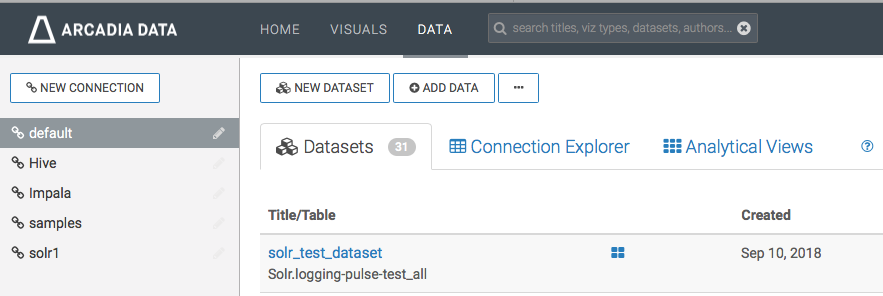 ARCADIA DATA HOME VISUALS DATA search titles, viz types, datasets, authors...
NEW CONNECTION NEW DATASET ADD DATA ...
default
Datasets 31 Connection Explorer Analytical Views ?
Hive
Impala
samples
Title/Table Created
solr1
solr_test_dataset Sep 10, 2018
Solr.logging-pulse-test_all